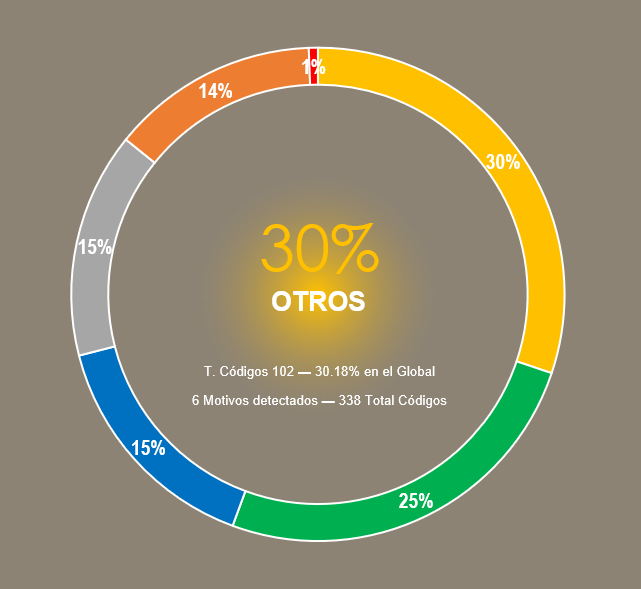 1%
14%
30%
15%
30%
OTROS
T. Códigos 102 — 30.18% en el Global
6 Motivos detectados — 338 Total Códigos
15%
25%